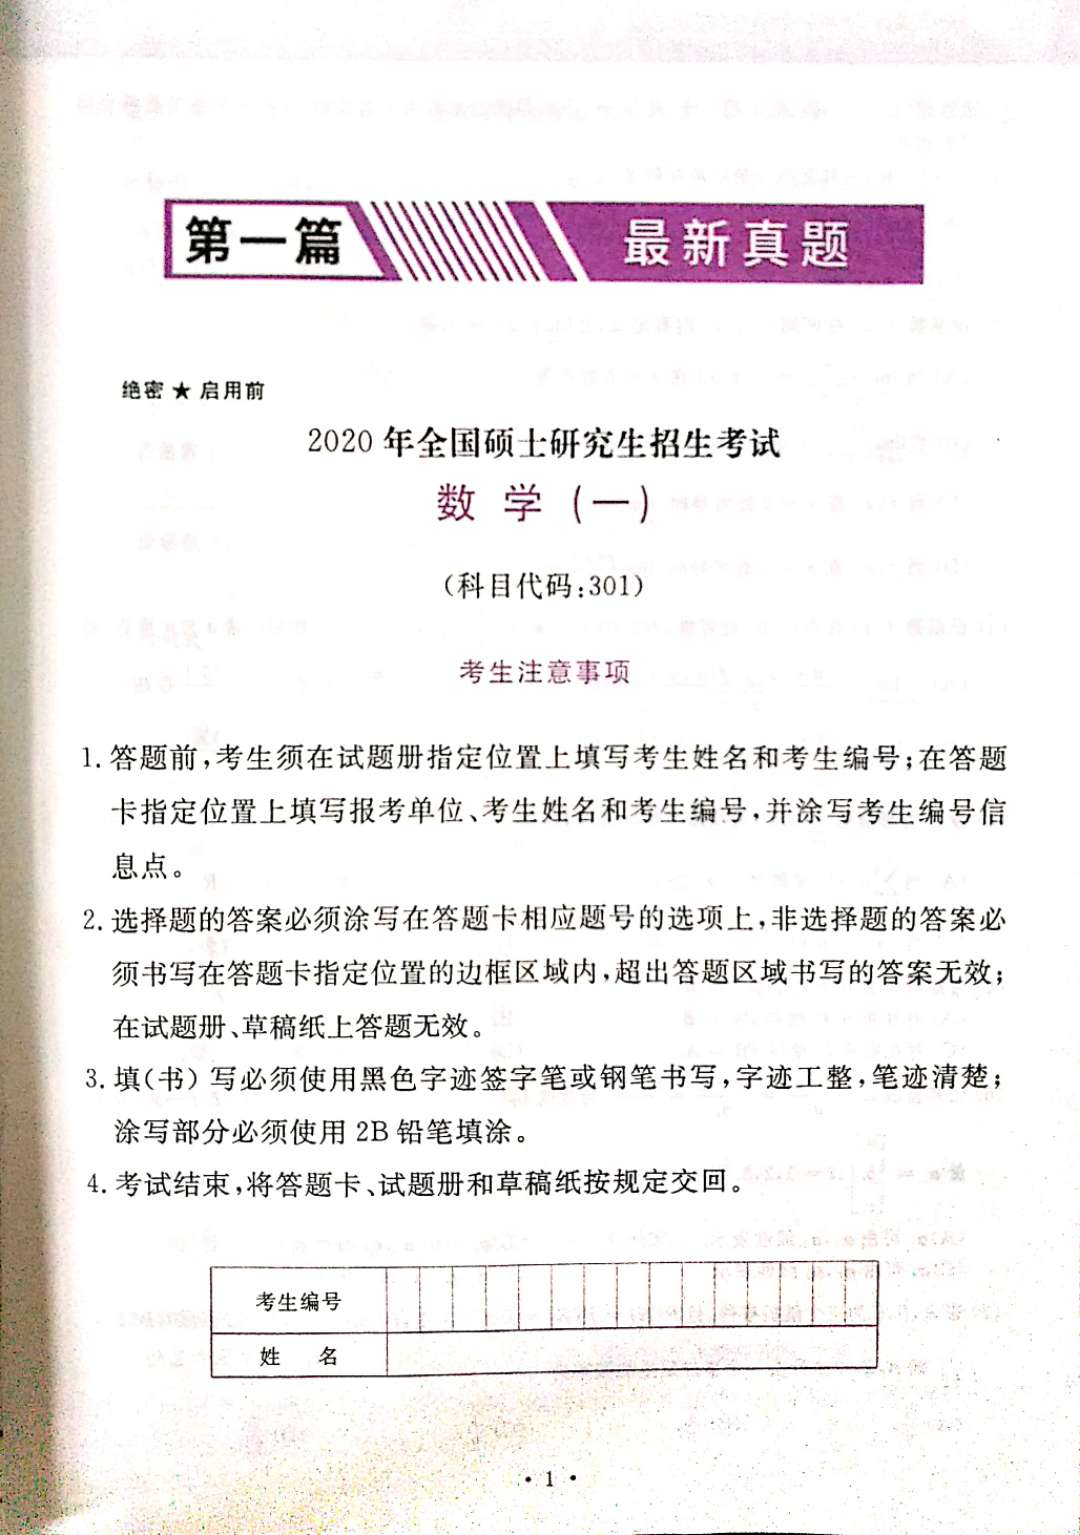 第一篇 最新真题
绝密★启用前
2020年全国硕士研究生招生考试
数学(一)
(科目代码:301)
考生注意事项
1. 答题前,考生须在试题册指定位置上填写考生姓名和考生编号;在答题
卡指定位置上填写报考单位、考生姓名和考生编号,并涂写考生编号信
息点。
2. 选择题的答案必须涂写在答题卡相应题号的选项上,非选择题的答案必
须书写在答题卡指定位置的边框区域内,超出答题区域书写的答案无效;
在试题册、草稿纸上答题无效。
3. 填(书)写必须使用黑色字迹签字笔或钢笔书写,字迹工整,笔迹清楚;
涂写部分必须使用 2B 铅笔填涂。
4. 考试结束,将答题卡、试题册和草稿纸按规定交回。
考生编号
姓 名
· 1 ·